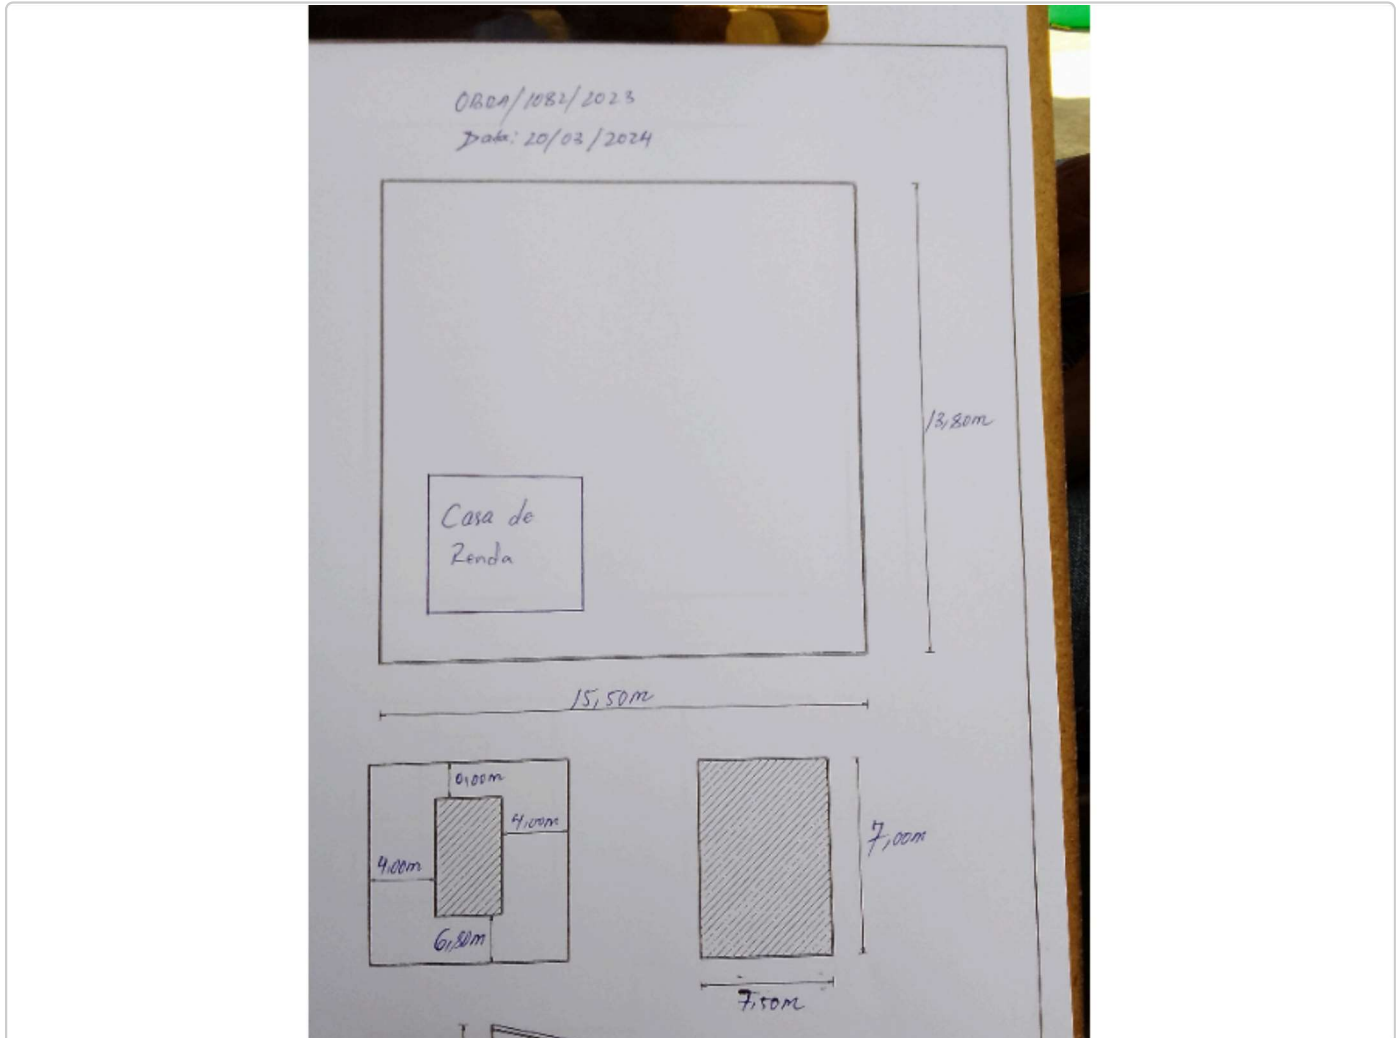 OBRA/1082/2023
Data: 20/03/2024
13,80m
Casa de
Renda
15,50m
0,00m
4,00m
4,00m
6,80m
7,00m
7,50m